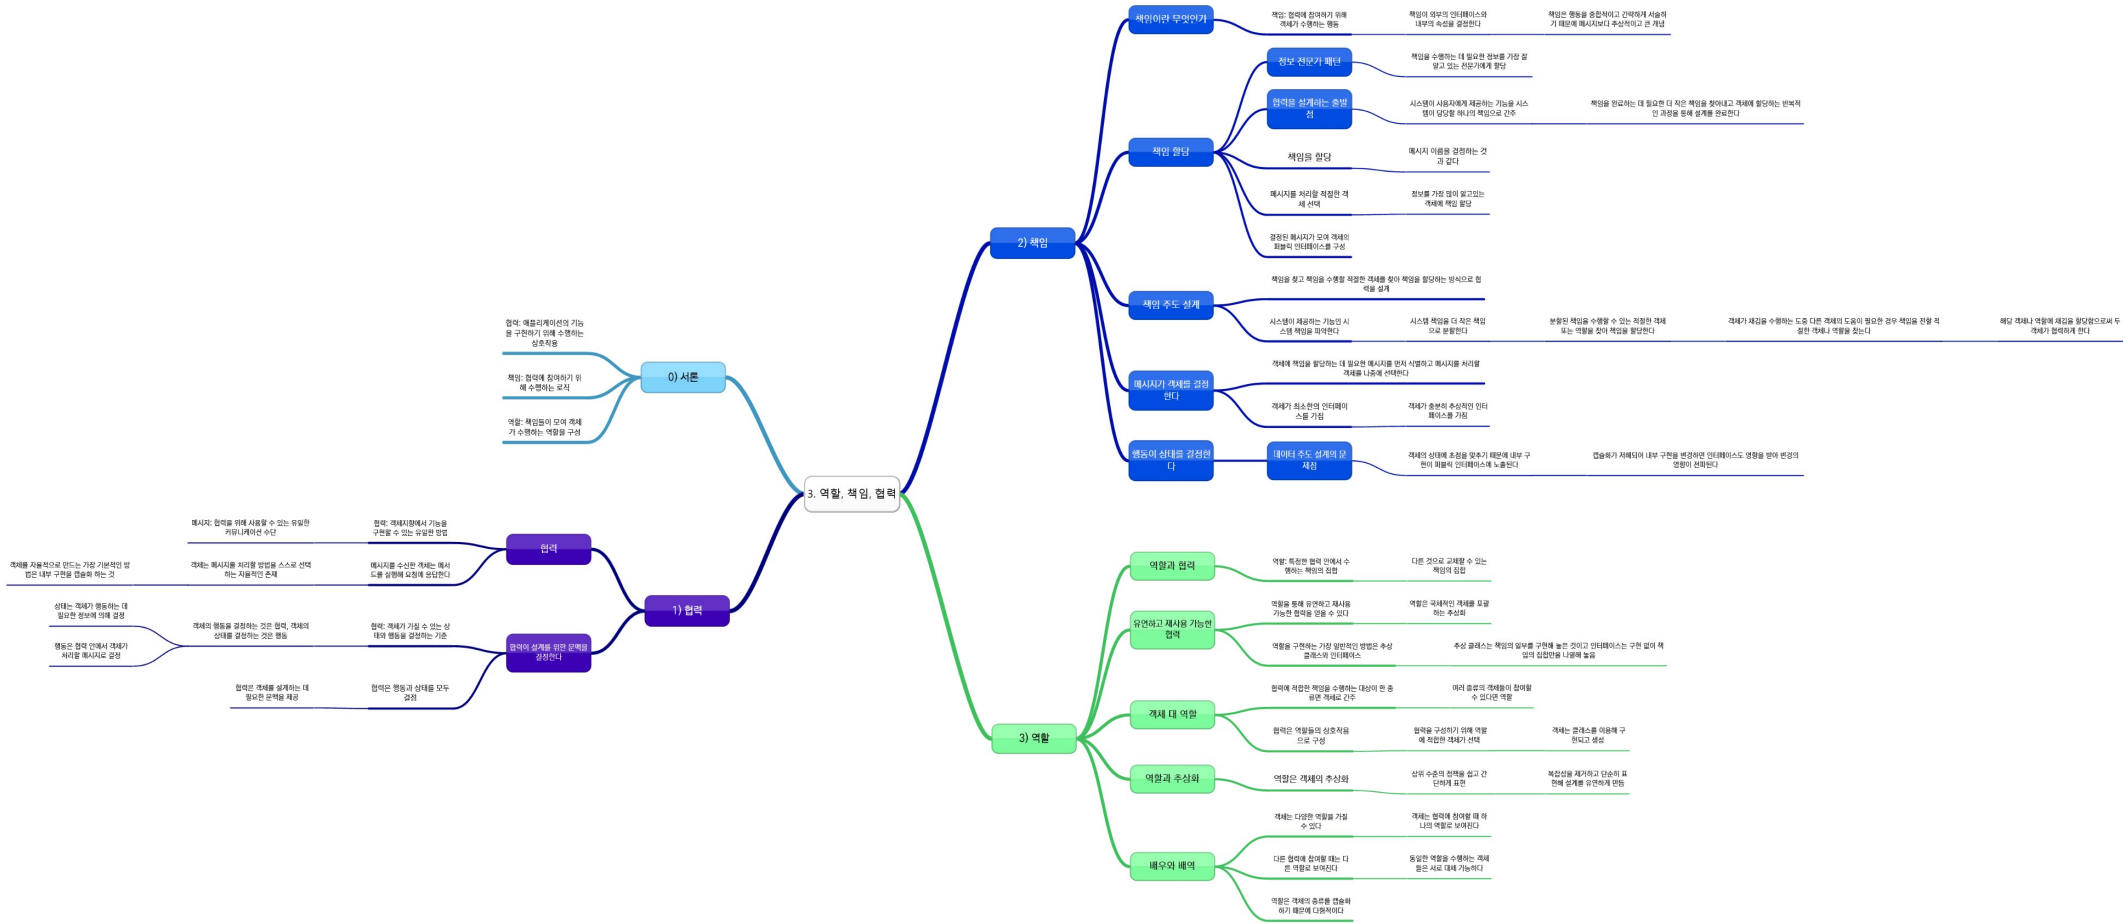 3. 역할, 책임, 협력
0) 서론
협력: 애플리케이션의 기능
을 구현하기 위해 수행하는
상호작용
책임: 협력에 참여하기 위
해 수행하는 로직
역할: 책임들이 모여 객체
가 수행하는 역할을 구성
1) 협력
협력
협력: 객체지향에서 기능을
구현할 수 있는 유일한 방법
메시지: 협력을 위해 사용할 수 있는 유일한
커뮤니케이션 수단
메시지를 수신한 객체는 메서
드를 실행해 요청에 응답한다
객체는 메시지를 처리할 방법을 스스로 선택
하는 자율적인 존재
객체를 자율적으로 만드는 가장 기본적인 방
법은 내부 구현을 캡슐화 하는 것
협력이 설계를 위한 문맥을
결정한다
협력: 객체가 가질 수 있는 상
태와 행동을 결정하는 기준
객체의 행동을 결정하는 것은 협력, 객체의
상태를 결정하는 것은 행동
상태는 객체가 행동하는 데
필요한 정보에 의해 결정
행동은 협력 안에서 객체가
처리할 메시지로 결정
협력은 행동과 상태를 모두
결정
협력은 객체를 설계하는 데
필요한 문맥을 제공
2) 책임
책임이란 무엇인가
책임: 협력에 참여하기 위해
객체가 수행하는 행동
책임이 외부의 인터페이스와
내부의 속성을 결정한다
책임은 행동을 종합적이고 간략하게 서술하
기 때문에 메시지보다 추상적이고 큰 개념
책임 할당
정보 전문가 패턴
책임을 수행하는 데 필요한 정보를 가장 잘
알고 있는 전문가에게 할당
협력을 설계하는 출발
점
시스템이 사용자에게 제공하는 기능을 시스
템이 담당할 하나의 책임으로 간주
책임을 완료하는 데 필요한 더 작은 책임을 찾아내고 객체에 할당하는 반복적
인 과정을 통해 설계를 완료한다
책임을 할당
메시지 이름을 결정하는 것
과 같다
메시지를 처리할 적절한 객
체 선택
정보를 가장 많이 알고있는
객체에 책임 할당
결정된 메시지가 모여 객체의
퍼블릭 인터페이스를 구성
책임 주도 설계
책임을 찾고 책임을 수행할 적절한 객체를 찾아 책임을 할당하는 방식으로 협
력을 설계
시스템이 제공하는 기능인 시
스템 책임을 파악한다
시스템 책임을 더 작은 책임
으로 분할한다
분할된 책임을 수행할 수 있는 적절한 객체
또는 역할을 찾아 책임을 할당한다
객체가 채김을 수행하는 도중 다른 객체의 도움이 필요한 경우 책임을 전할 적
절한 객체나 역할을 찾는다
해당 객체나 역할에 채김을 할당함으로써 두
객체가 협력하게 한다
메시지가 객체를 결정
한다
객체에 책임을 할당하는 데 필요한 메시지를 먼저 식별하고 메시지를 처리할
객체를 나중에 선택한다
객체가 최소한의 인터페이
스를 가짐
객체가 충분히 추상적인 인터
페이스를 가짐
행동이 상태를 결정한
다
데이터 주도 설계의 문
제점
객체의 상태에 초점을 맞추기 때문에 내부 구
현이 퍼블릭 인터페이스에 노출된다
캡슐화가 저해되어 내부 구현을 변경하면 인터페이스도 영향을 받아 변경의
영향이 전파된다
3) 역할
역할과 협력
역할: 특정한 협력 안에서 수
행하는 책임의 집합
다른 것으로 교체할 수 있는
책임의 집합
유연하고 재사용 가능한
협력
역할을 통해 유연하고 재사용
가능한 협력을 얻을 수 있다
역할은 국체적인 객체를 포괄
하는 추상화
역할을 구현하는 가장 일반적인 방법은 추상
클래스와 인터페이스
추상 클래스는 책임의 일부를 구현해 놓은 것이고 인터페이스는 구현 없이 책
임의 집합만을 나열해 놓음
객체 대 역할
협력에 적합한 책임을 수행하는 대상이 한 종
류면 객체로 간주
여러 종류의 객체들이 참여할
수 있다면 역할
협력은 역할들의 상호작용
으로 구성
협력을 구성하기 위해 역할
에 적합한 객체가 선택
객체는 클래스를 이용해 구
현되고 생성
역할과 추상화
역할은 객체의 추상화
상위 수준의 정책을 쉽고 간
단하게 표현
복잡성을 제거하고 단순히 표
현해 설계를 유연하게 만듬
배우와 배역
객체는 다양한 역할을 가질
수 있다
객체는 협력에 참여할 때 하
나의 역할로 보여진다
다른 협력에 참여할 때는 다
른 역할로 보여진다
동일한 역할을 수행하는 객체
들은 서로 대체 가능하다
역할은 객체의 종류를 캡슐화
하기 때문에 다형적이다